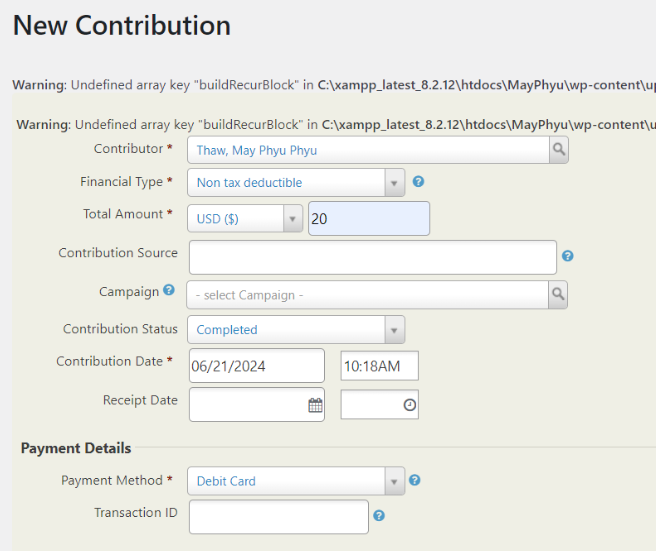 New Contribution
Warning: Undefined array key "buildRecurBlock" in C:\xampp_latest_8.2.12\htdocs\MayPhyu\wp-content\up
Warning: Undefined array key "buildRecurBlock" in C:\xampp_latest_8.2.12\htdocs\MayPhyu\wp-content\u
Contributor * Thaw, May Phyu Phyu
Financial Type * Non tax deductible ?
Total Amount * USD ($) 20
Contribution Source ?
Campaign ? - select Campaign -
Contribution Status Completed
Contribution Date * 06/21/2024 10:18AM
Receipt Date
Payment Details
Payment Method * Debit Card ?
Transaction ID ?